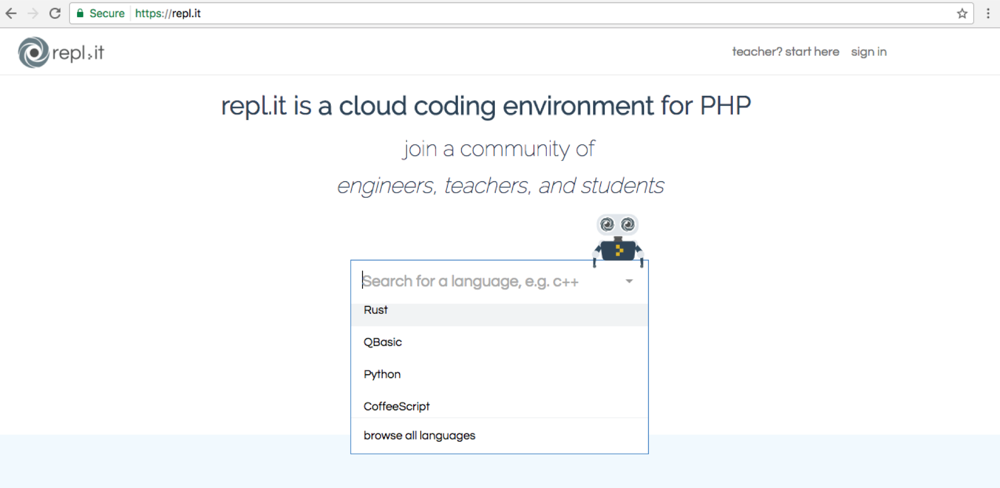 Secure https://repl.it
repl.it
teacher? start here sign in
repl.it is a cloud coding environment for PHP
join a community of
engineers, teachers, and students
Search for a language, e.g. c++
Rust
QBasic
Python
CoffeeScript
browse all languages